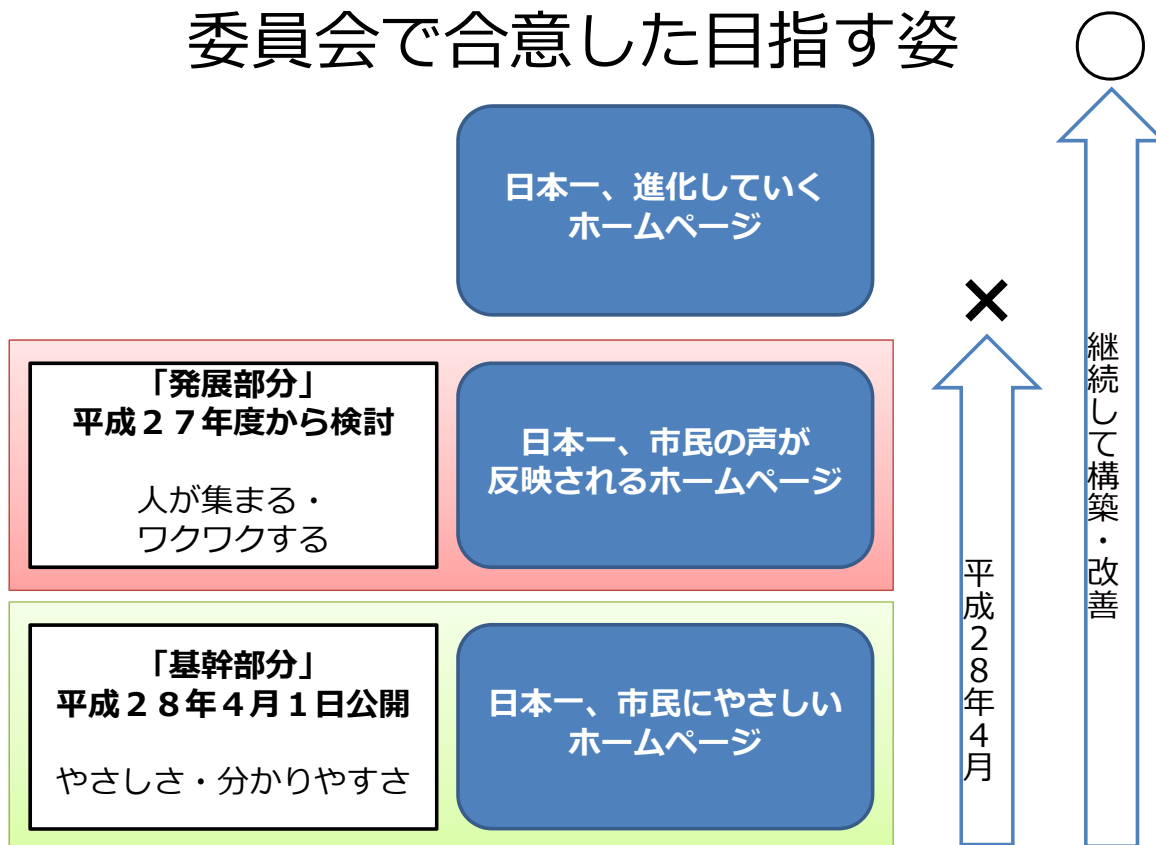 委員会で合意した目指す姿
○
日本一、進化していく
ホームページ
×
「発展部分」
平成２７年度から検討
人が集まる・
ワクワクする
日本一、市民の声が
反映されるホームページ
「基幹部分」
平成２８年４月１日公開
やさしさ・分かりやすさ
日本一、市民にやさしい
ホームページ
平成２８年４月
継続して構築・改善